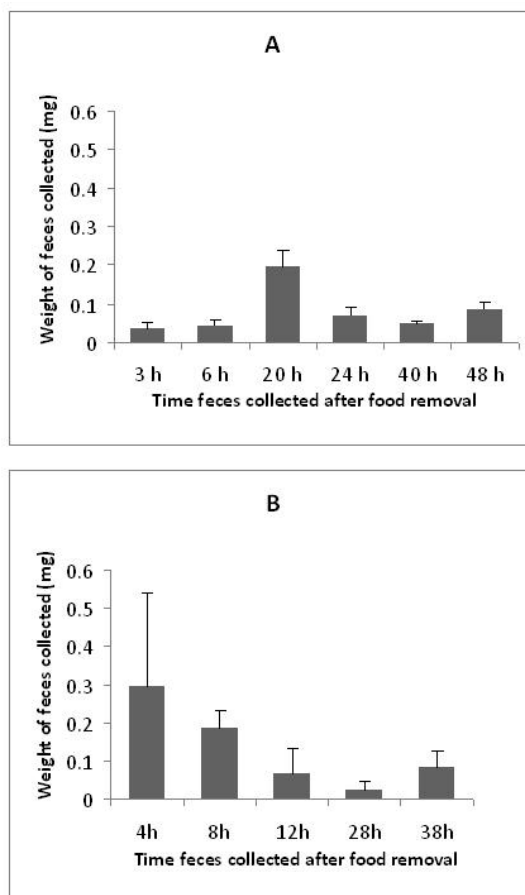 A
Weight of feces collected (mg)
0.6
0.5
0.4
0.3
0.2
0.1
0
3 h 6 h 20 h 24 h 40 h 48 h
Time feces collected after food removal
B
Weight of feces collected (mg)
0.6
0.5
0.4
0.3
0.2
0.1
0
4h 8h 12h 28h 38h
Time feces collected after food removal